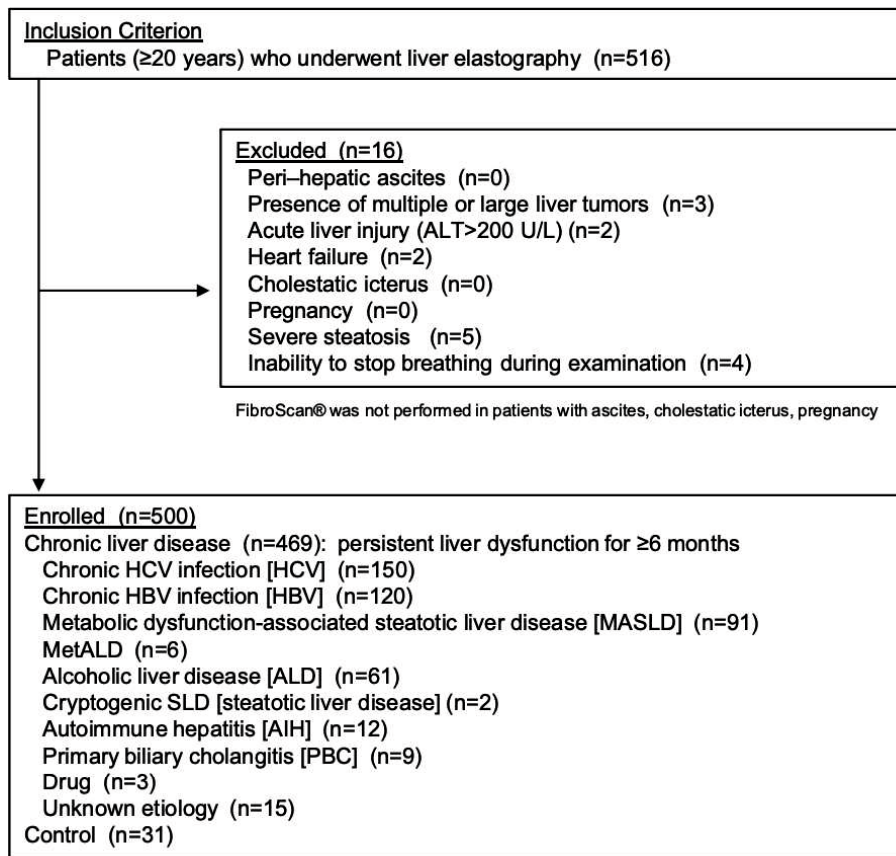 Inclusion Criterion
Patients (≥20 years) who underwent liver elastography (n=516)
Excluded (n=16)
Peri–hepatic ascites (n=0)
Presence of multiple or large liver tumors (n=3)
Acute liver injury (ALT>200 U/L) (n=2)
Heart failure (n=2)
Cholestatic icterus (n=0)
Pregnancy (n=0)
Severe steatosis (n=5)
Inability to stop breathing during examination (n=4)
FibroScan® was not performed in patients with ascites, cholestatic icterus, pregnancy
Enrolled (n=500)
Chronic liver disease (n=469): persistent liver dysfunction for ≥6 months
Chronic HCV infection [HCV] (n=150)
Chronic HBV infection [HBV] (n=120)
Metabolic dysfunction-associated steatotic liver disease [MASLD] (n=91)
MetALD (n=6)
Alcoholic liver disease [ALD] (n=61)
Cryptogenic SLD [steatotic liver disease] (n=2)
Autoimmune hepatitis [AIH] (n=12)
Primary biliary cholangitis [PBC] (n=9)
Drug (n=3)
Unknown etiology (n=15)
Control (n=31)